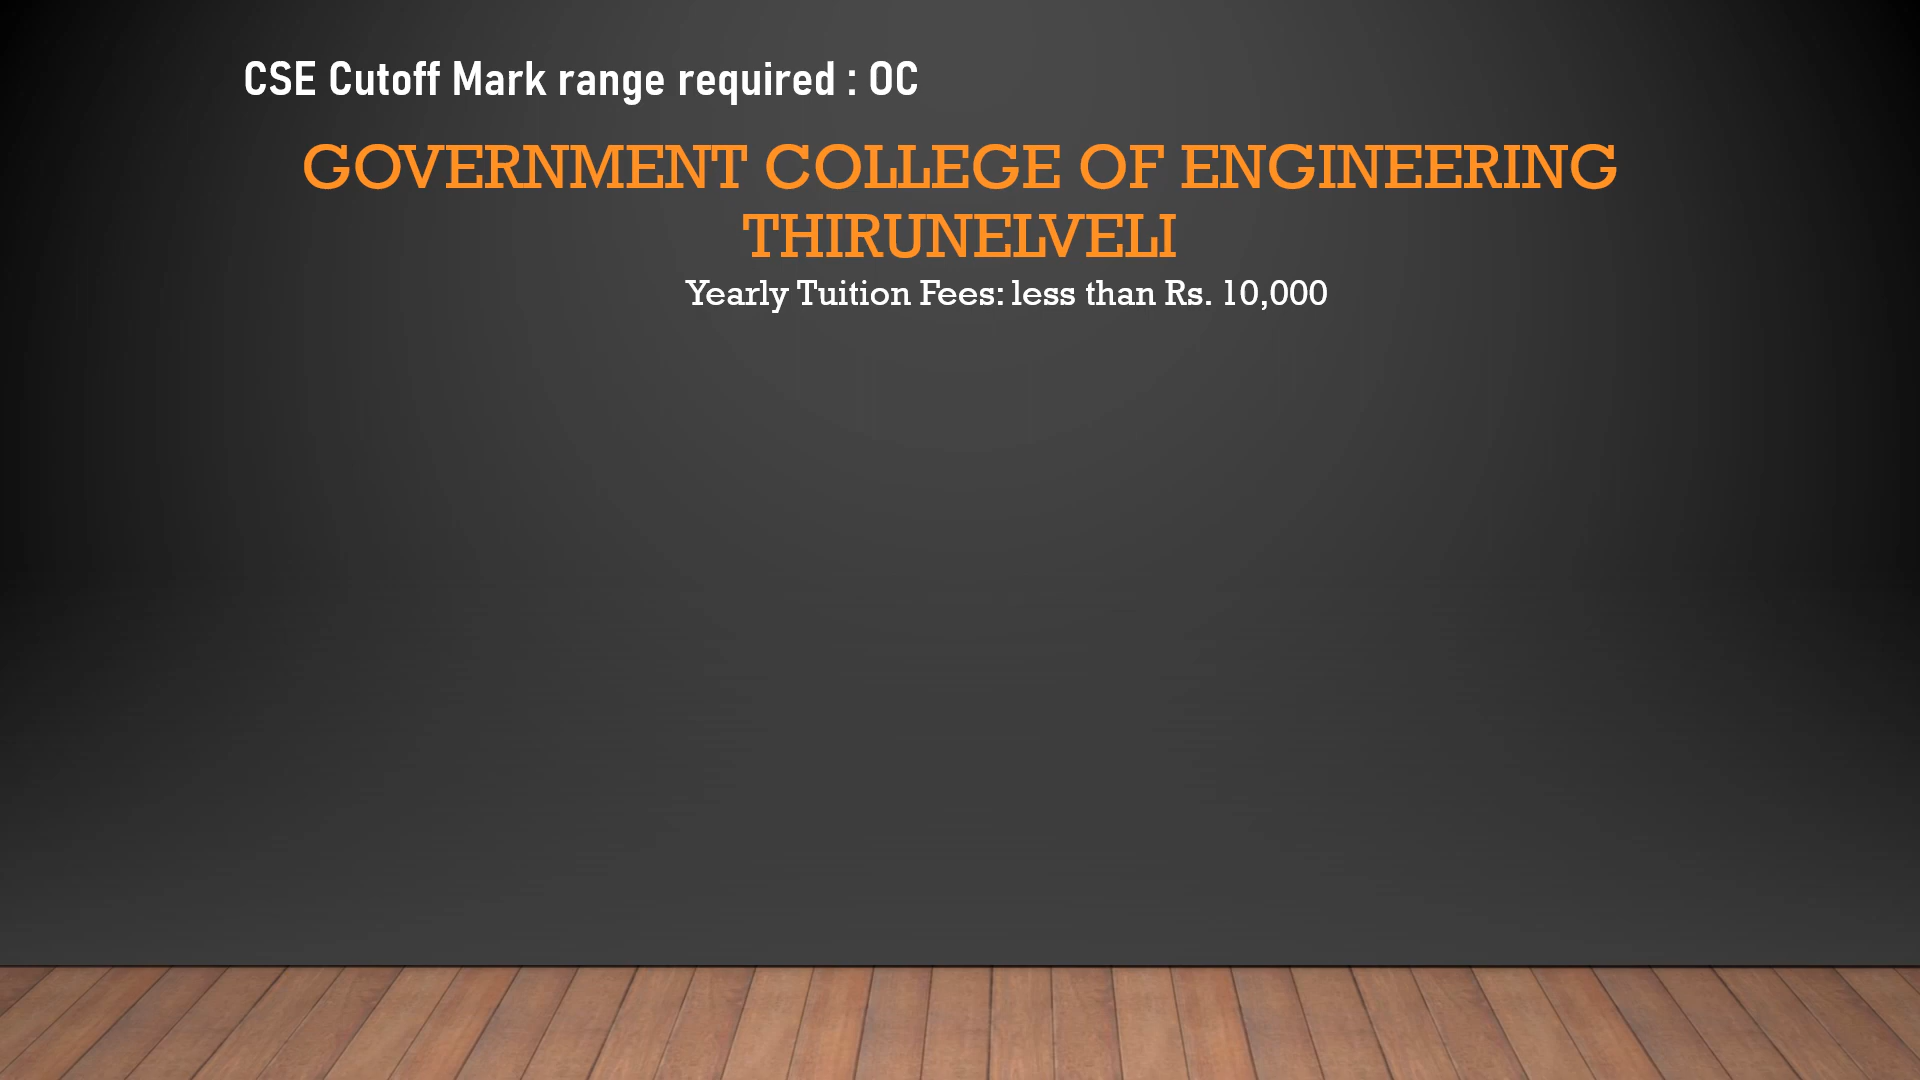 CSE Cutoff Mark range required : OC
GOVERNMENT COLLEGE OF ENGINEERING
THIRUNELVELI
Yearly Tuition Fees: less than Rs. 10,000